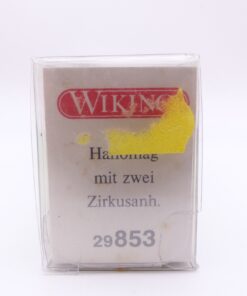 WIKING
Hanomag
mit zwei
Zirkusanh.
29853